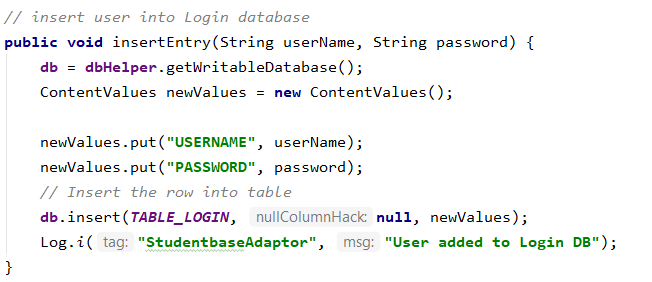 // insert user into Login database
public void insertEntry(String userName, String password) {
db = dbHelper.getWritableDatabase();
ContentValues newValues = new ContentValues();
newValues.put("USERNAME", userName);
newValues.put("PASSWORD", password);
// Insert the row into table
db.insert(TABLE_LOGIN, nullColumnHack: null, newValues);
Log.i( tag: "StudentbaseAdaptor", msg: "User added to Login DB");
}